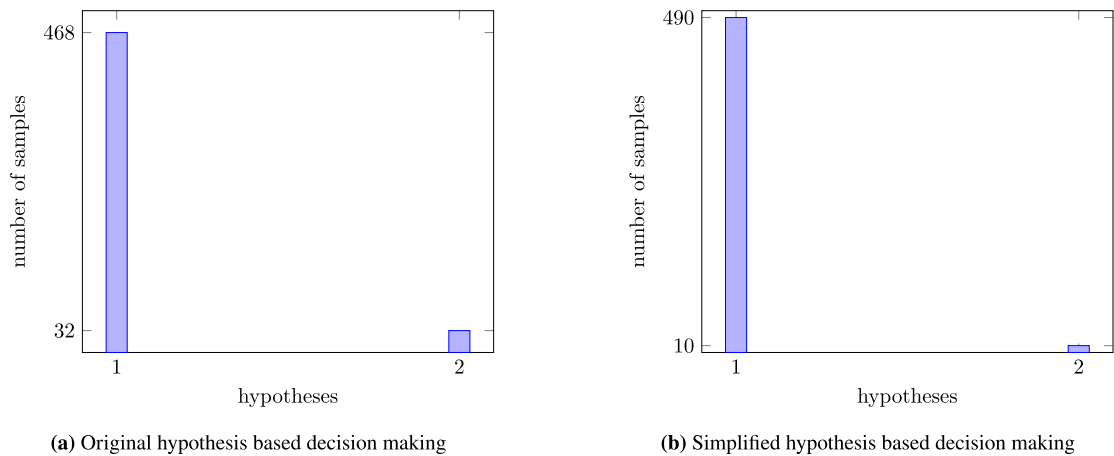 468
32
number of samples
1
2
hypotheses
(a) Original hypothesis based decision making
490
10
number of samples
1
2
hypotheses
(b) Simplified hypothesis based decision making